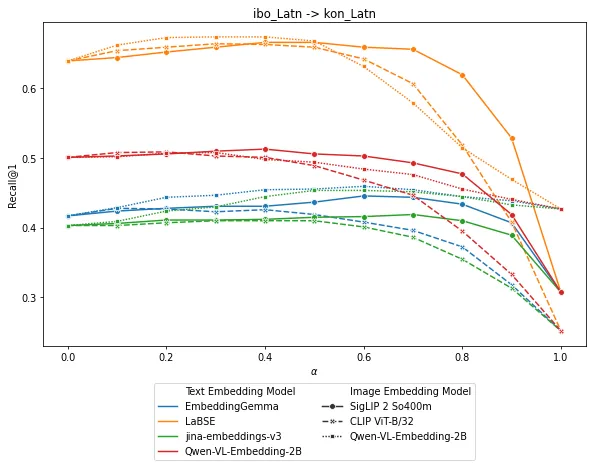 ibo_Latn -> kon_Latn
Recall@1
0.6
0.5
0.4
0.3
0.0 0.2 0.4 0.6 0.8 1.0
α
Text Embedding Model Image Embedding Model
EmbeddingGemma SigLIP 2 So400m
LaBSE CLIP ViT-B/32
jina-embeddings-v3 Qwen-VL-Embedding-2B
Qwen-VL-Embedding-2B